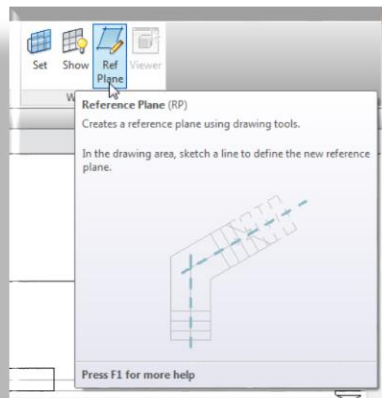 Set Show Ref Plane Viewer
W
Reference Plane (RP)
Creates a reference plane using drawing tools.
In the drawing area, sketch a line to define the new reference
plane.
Press F1 for more help